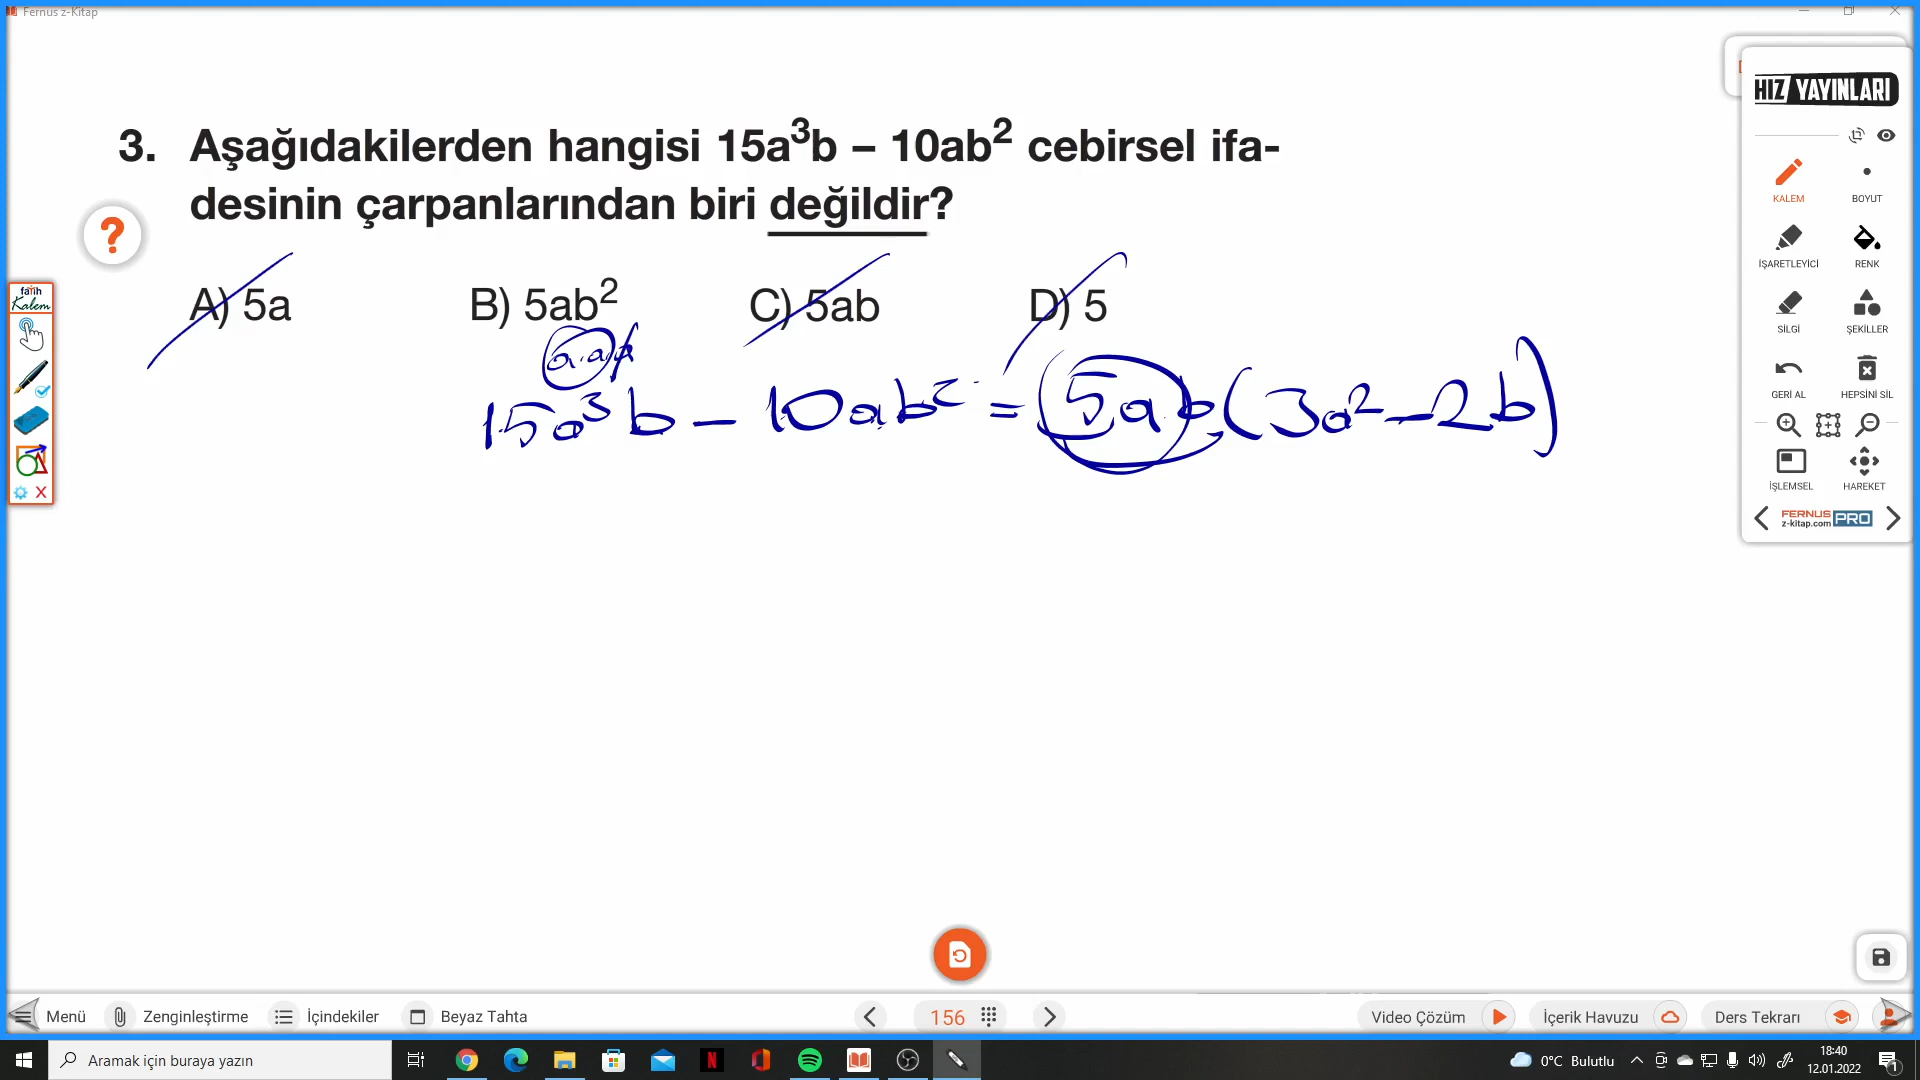 Fernus z-Kitap
3. Aşağıdakilerden hangisi 15a³b – 10ab² cebirsel ifa-
desinin çarpanlarından biri değildir?
?
A) 5a B) 5ab² C) 5ab D) 5
a.a.a
15a³b - 10ab² = 5ab(3a² - 2b)
fatih
Kalem
X
HIZ YAYINLARI
KALEM BOYUT
İŞARETLEYİCİ RENK
SİLGİ ŞEKİLLER
GERİ AL HEPSİNİ SİL
İŞLEMSEL HAREKET
FERNUS
z-kitap.com PRO
Menü Zenginleştirme İçindekiler Beyaz Tahta 156 Video Çözüm İçerik Havuzu Ders Tekrarı
Aramak için buraya yazın
0°C Bulutlu
18:40
12.01.2022
1